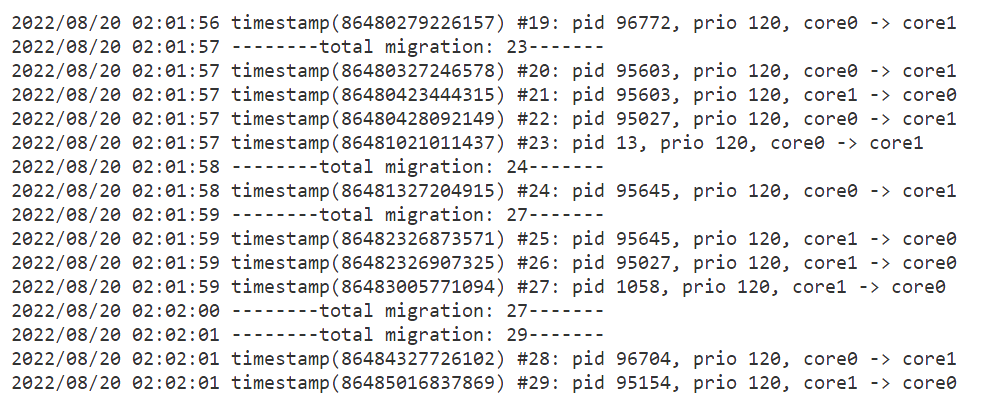 2022/08/20 02:01:56 timestamp(86480279226157) #19: pid 96772, prio 120, core0 -> core1
2022/08/20 02:01:57 --------total migration: 23-------
2022/08/20 02:01:57 timestamp(86480327246578) #20: pid 95603, prio 120, core0 -> core1
2022/08/20 02:01:57 timestamp(86480423444315) #21: pid 95603, prio 120, core1 -> core0
2022/08/20 02:01:57 timestamp(86480428092149) #22: pid 95027, prio 120, core0 -> core1
2022/08/20 02:01:57 timestamp(86481021011437) #23: pid 13, prio 120, core0 -> core1
2022/08/20 02:01:58 --------total migration: 24-------
2022/08/20 02:01:58 timestamp(86481327204915) #24: pid 95645, prio 120, core0 -> core1
2022/08/20 02:01:59 --------total migration: 27-------
2022/08/20 02:01:59 timestamp(86482326873571) #25: pid 95645, prio 120, core1 -> core0
2022/08/20 02:01:59 timestamp(86482326907325) #26: pid 95027, prio 120, core1 -> core0
2022/08/20 02:01:59 timestamp(86483005771094) #27: pid 1058, prio 120, core1 -> core0
2022/08/20 02:02:00 --------total migration: 27-------
2022/08/20 02:02:01 --------total migration: 29-------
2022/08/20 02:02:01 timestamp(86484327726102) #28: pid 96704, prio 120, core0 -> core1
2022/08/20 02:02:01 timestamp(86485016837869) #29: pid 95154, prio 120, core1 -> core0